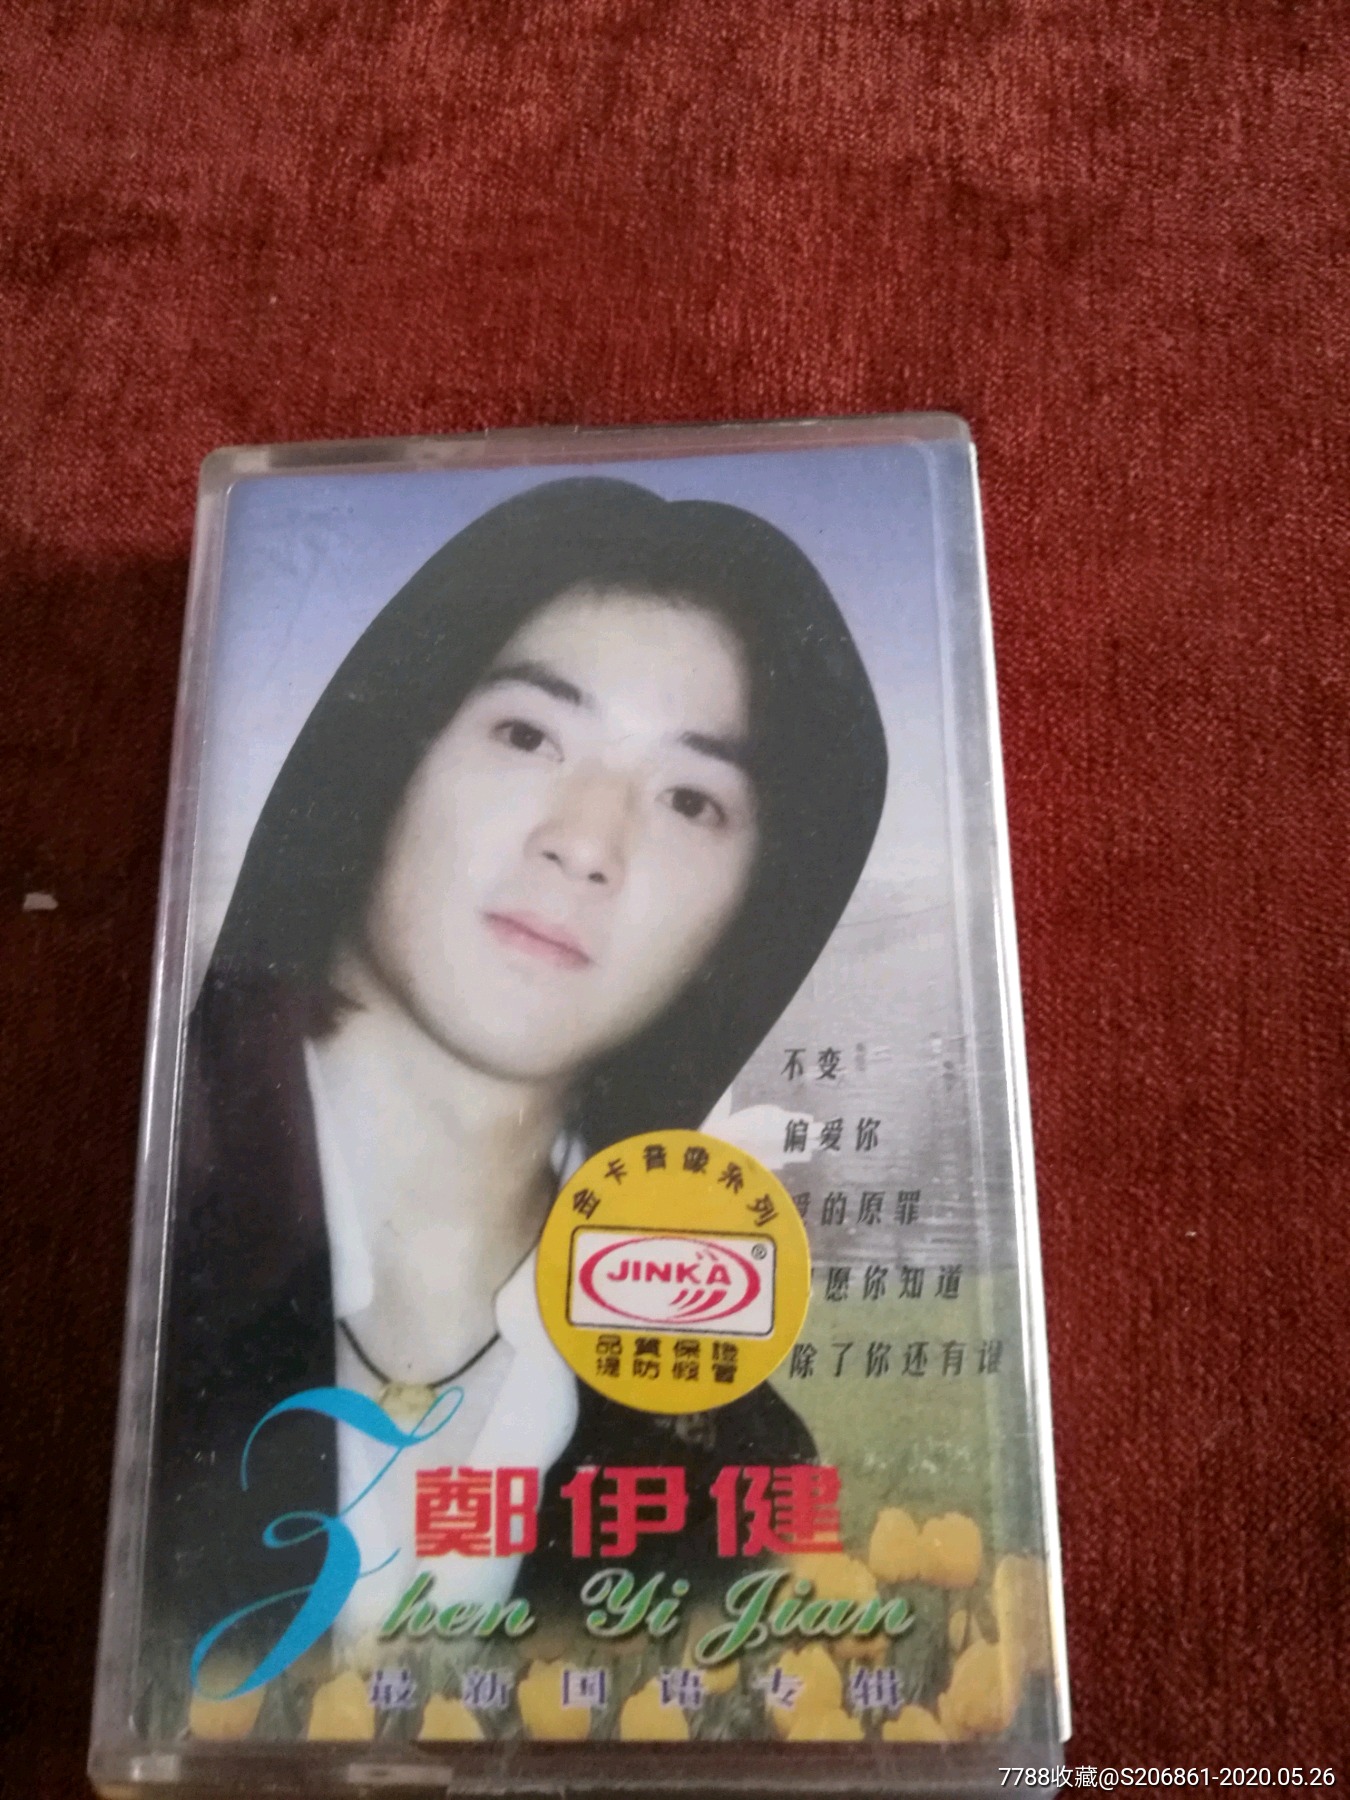 不变
偏爱你
爱的原罪
愿你知道
除了你还有谁
金卡音像系列
JINKA®
品質保證
謹防假冒
鄭伊健
Zhen Yi Jian
最新国语专辑
7788收藏@S206861-2020.05.26